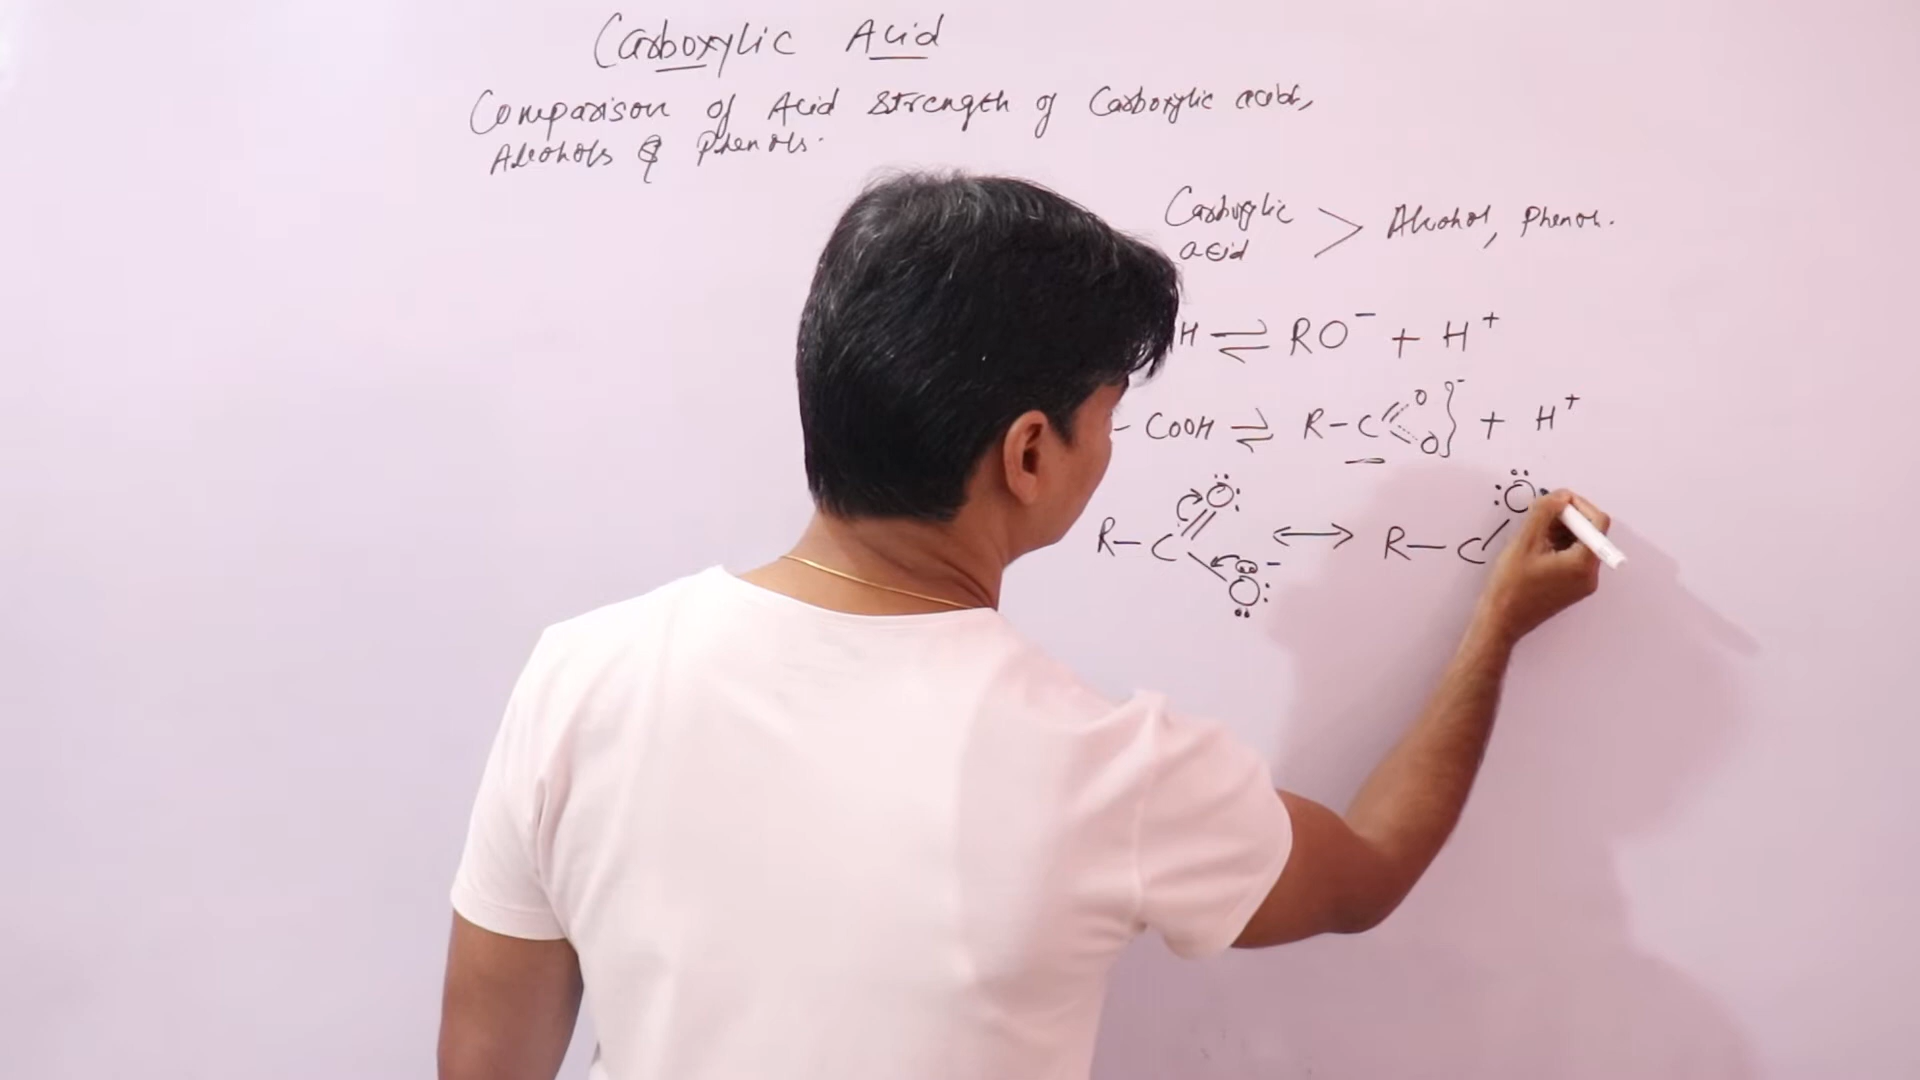 Carboxylic Acid
Comparison of Acid Strength of Carboxylic acids,
Alcohols & Phenols.
Carboxylic acid > Alcohol, Phenol.
H ⇌ RO⁻ + H⁺
- COOH ⇌ R-C O O}⁻ + H⁺
R-C O O⁻ ↔ R-C O